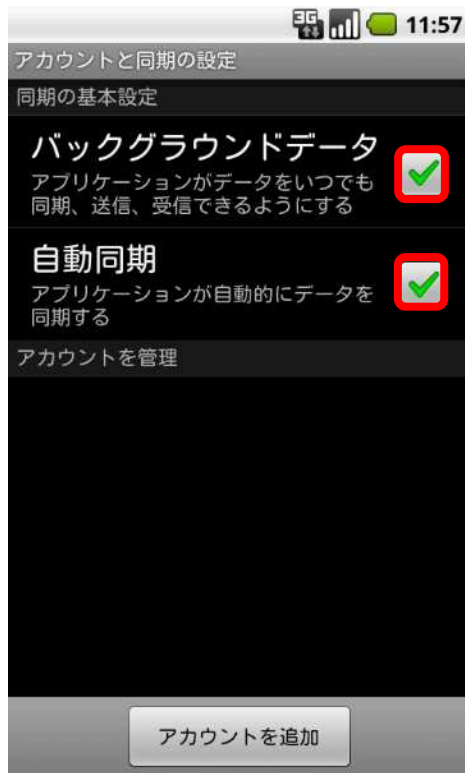 3G 11:57
アカウントと同期の設定
同期の基本設定
バックグラウンドデータ
アプリケーションがデータをいつでも
同期、送信、受信できるようにする
自動同期
アプリケーションが自動的にデータを
同期する
アカウントを管理
アカウントを追加